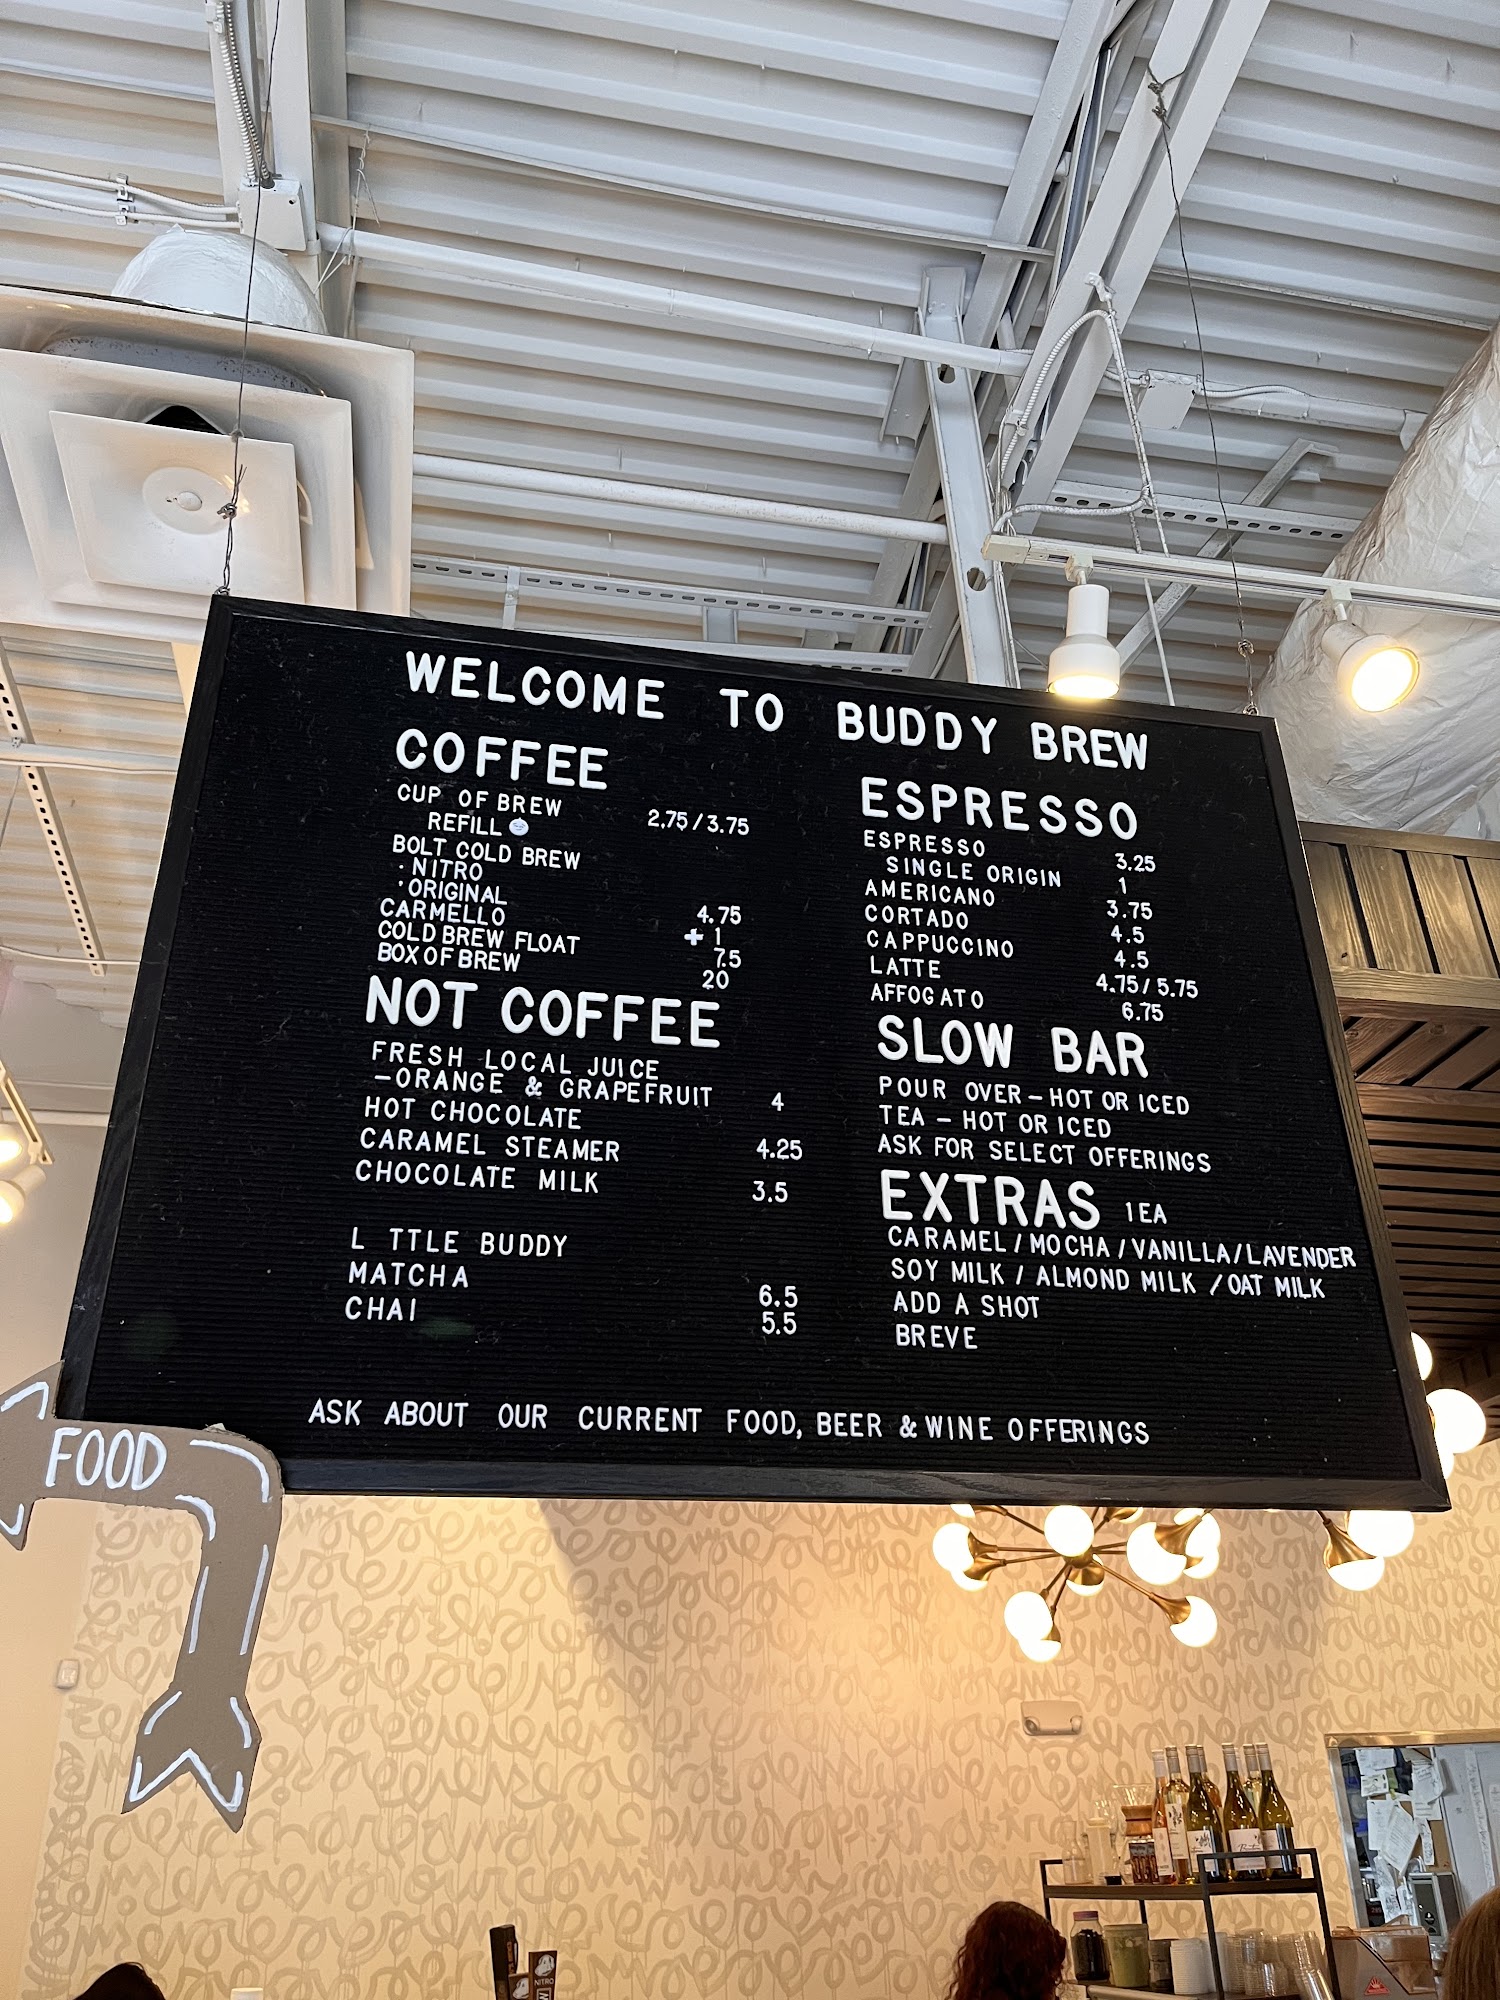 WELCOME TO BUDDY BREW
COFFEE
CUP OF BREW 2.75/3.75
REFILL
BOLT COLD BREW
· NITRO
· ORIGINAL 4.75
CARMELLO + 1
COLD BREW FLOAT 7.5
BOX OF BREW 20
NOT COFFEE
FRESH LOCAL JUICE
-ORANGE & GRAPEFRUIT 4
HOT CHOCOLATE
CARAMEL STEAMER 4.25
CHOCOLATE MILK 3.5
L TTLE BUDDY
MATCHA 6.5
CHAI 5.5
ESPRESSO
ESPRESSO 3.25
SINGLE ORIGIN 1
AMERICANO 3.75
CORTADO 4.5
CAPPUCCINO 4.5
LATTE 4.75/5.75
AFFOGATO 6.75
SLOW BAR
POUR OVER - HOT OR ICED
TEA - HOT OR ICED
ASK FOR SELECT OFFERINGS
EXTRAS 1EA
CARAMEL / MOCHA / VANILLA / LAVENDER
SOY MILK / ALMOND MILK / OAT MILK
ADD A SHOT
BREVE
ASK ABOUT OUR CURRENT FOOD, BEER & WINE OFFERINGS
FOOD
NITRO